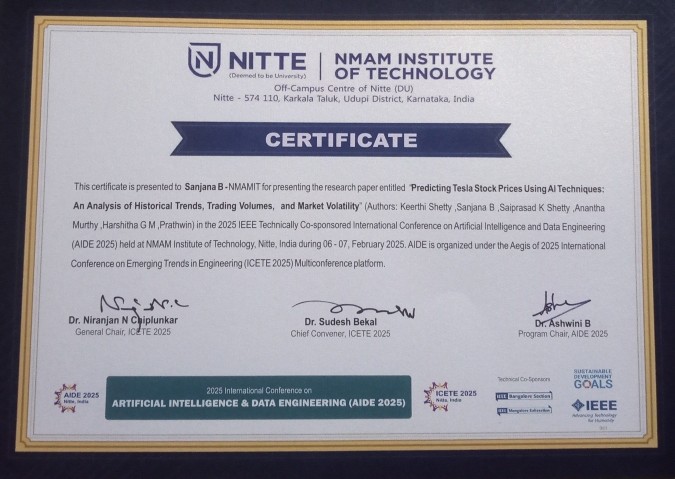 NITTE
(Deemed to be University)
NMAM INSTITUTE
OF TECHNOLOGY
Off-Campus Centre of Nitte (DU)
Nitte - 574 110, Karkala Taluk, Udupi District, Karnataka, India
CERTIFICATE
This certificate is presented to Sanjana B - NMAMIT for presenting the research paper entitled "Predicting Tesla Stock Prices Using AI Techniques:
An Analysis of Historical Trends, Trading Volumes, and Market Volatility" (Authors: Keerthi Shetty ,Sanjana B ,Saiprasad K Shetty ,Anantha
Murthy ,Harshitha G M ,Prathwin) in the 2025 IEEE Technically Co-sponsored International Conference on Artificial Intelligence and Data Engineering
(AIDE 2025) held at NMAM Institute of Technology, Nitte, India during 06 - 07, February 2025. AIDE is organized under the Aegis of 2025 International
Conference on Emerging Trends in Engineering (ICETE 2025) Multiconference platform.
Dr. Niranjan N Chiplunkar
General Chair, ICETE 2025
Dr. Sudesh Bekal
Chief Convener, ICETE 2025
Dr. Ashwini B
Program Chair, AIDE 2025
AIDE 2025
Nitte, India
2025 International Conference on
ARTIFICIAL INTELLIGENCE & DATA ENGINEERING (AIDE 2025)
ICETE 2025
Nitte, India
Technical Co-Sponsors
IEEE Bangalore Section
IEEE Mangalore Subsection
SUSTAINABLE
DEVELOPMENT
GOALS
IEEE
Advancing Technology
for Humanity